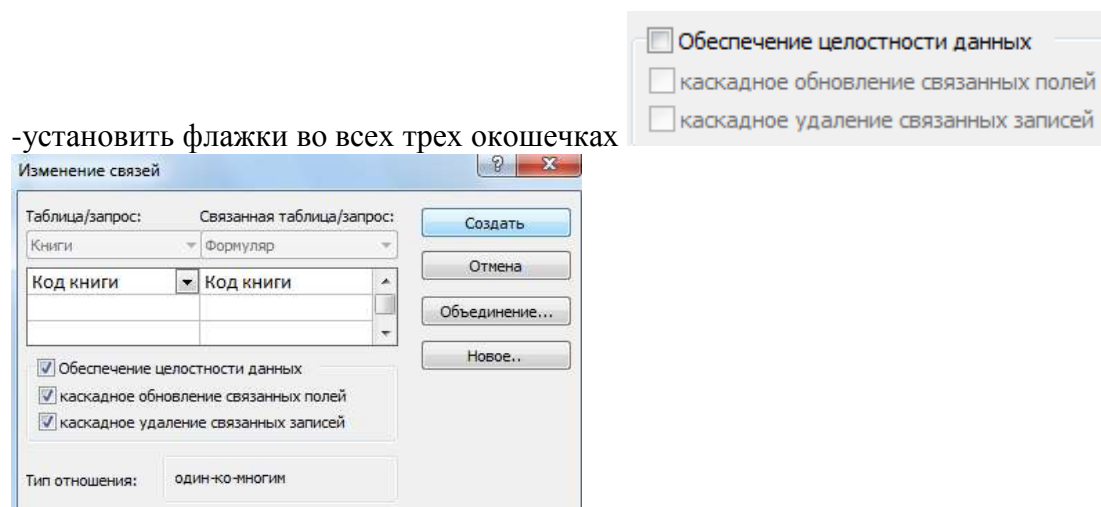 Обеспечение целостности данных
каскадное обновление связанных полей
каскадное удаление связанных записей
-установить флажки во всех трех окошечках
Изменение связей
Таблица/запрос: Связанная таблица/запрос:
Книги Формуляр
Код книги Код книги
Обеспечение целостности данных
каскадное обновление связанных полей
каскадное удаление связанных записей
Тип отношения: один-ко-многим
Создать
Отмена
Объединение...
Новое..